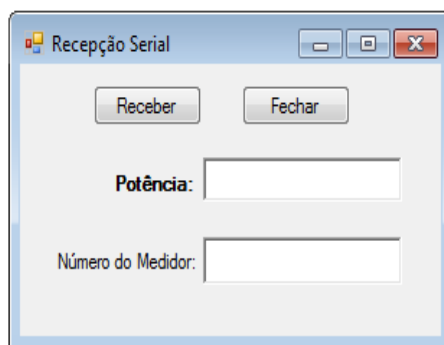 Recepção Serial
Receber Fechar
Potência:
Número do Medidor: